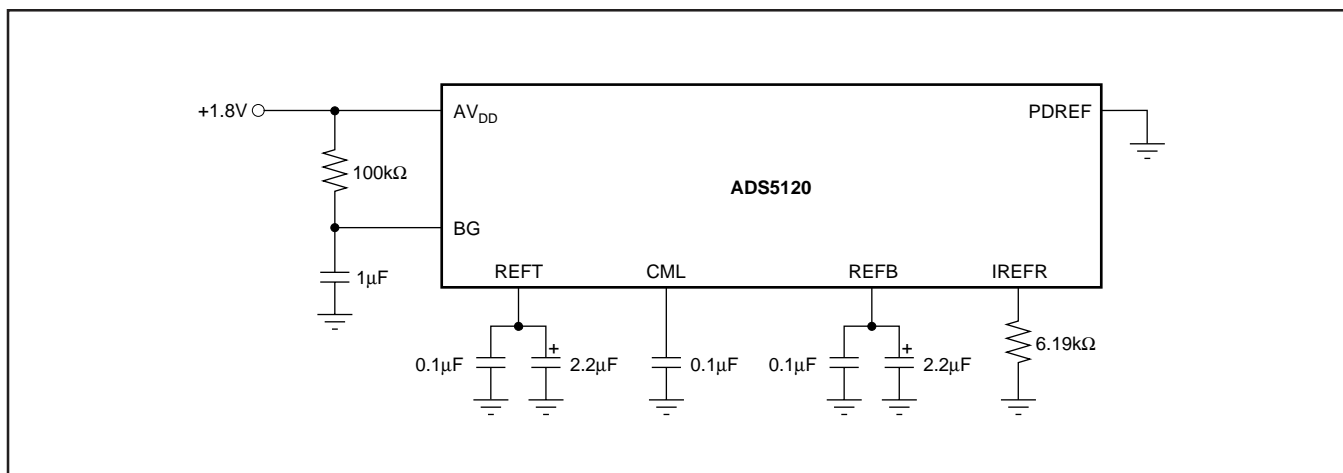 +1.8V
AVDD
PDREF
100kΩ
ADS5120
BG
1µF
REFT
CML
REFB
IREFR
0.1µF
+
2.2µF
0.1µF
0.1µF
+
2.2µF
6.19kΩ